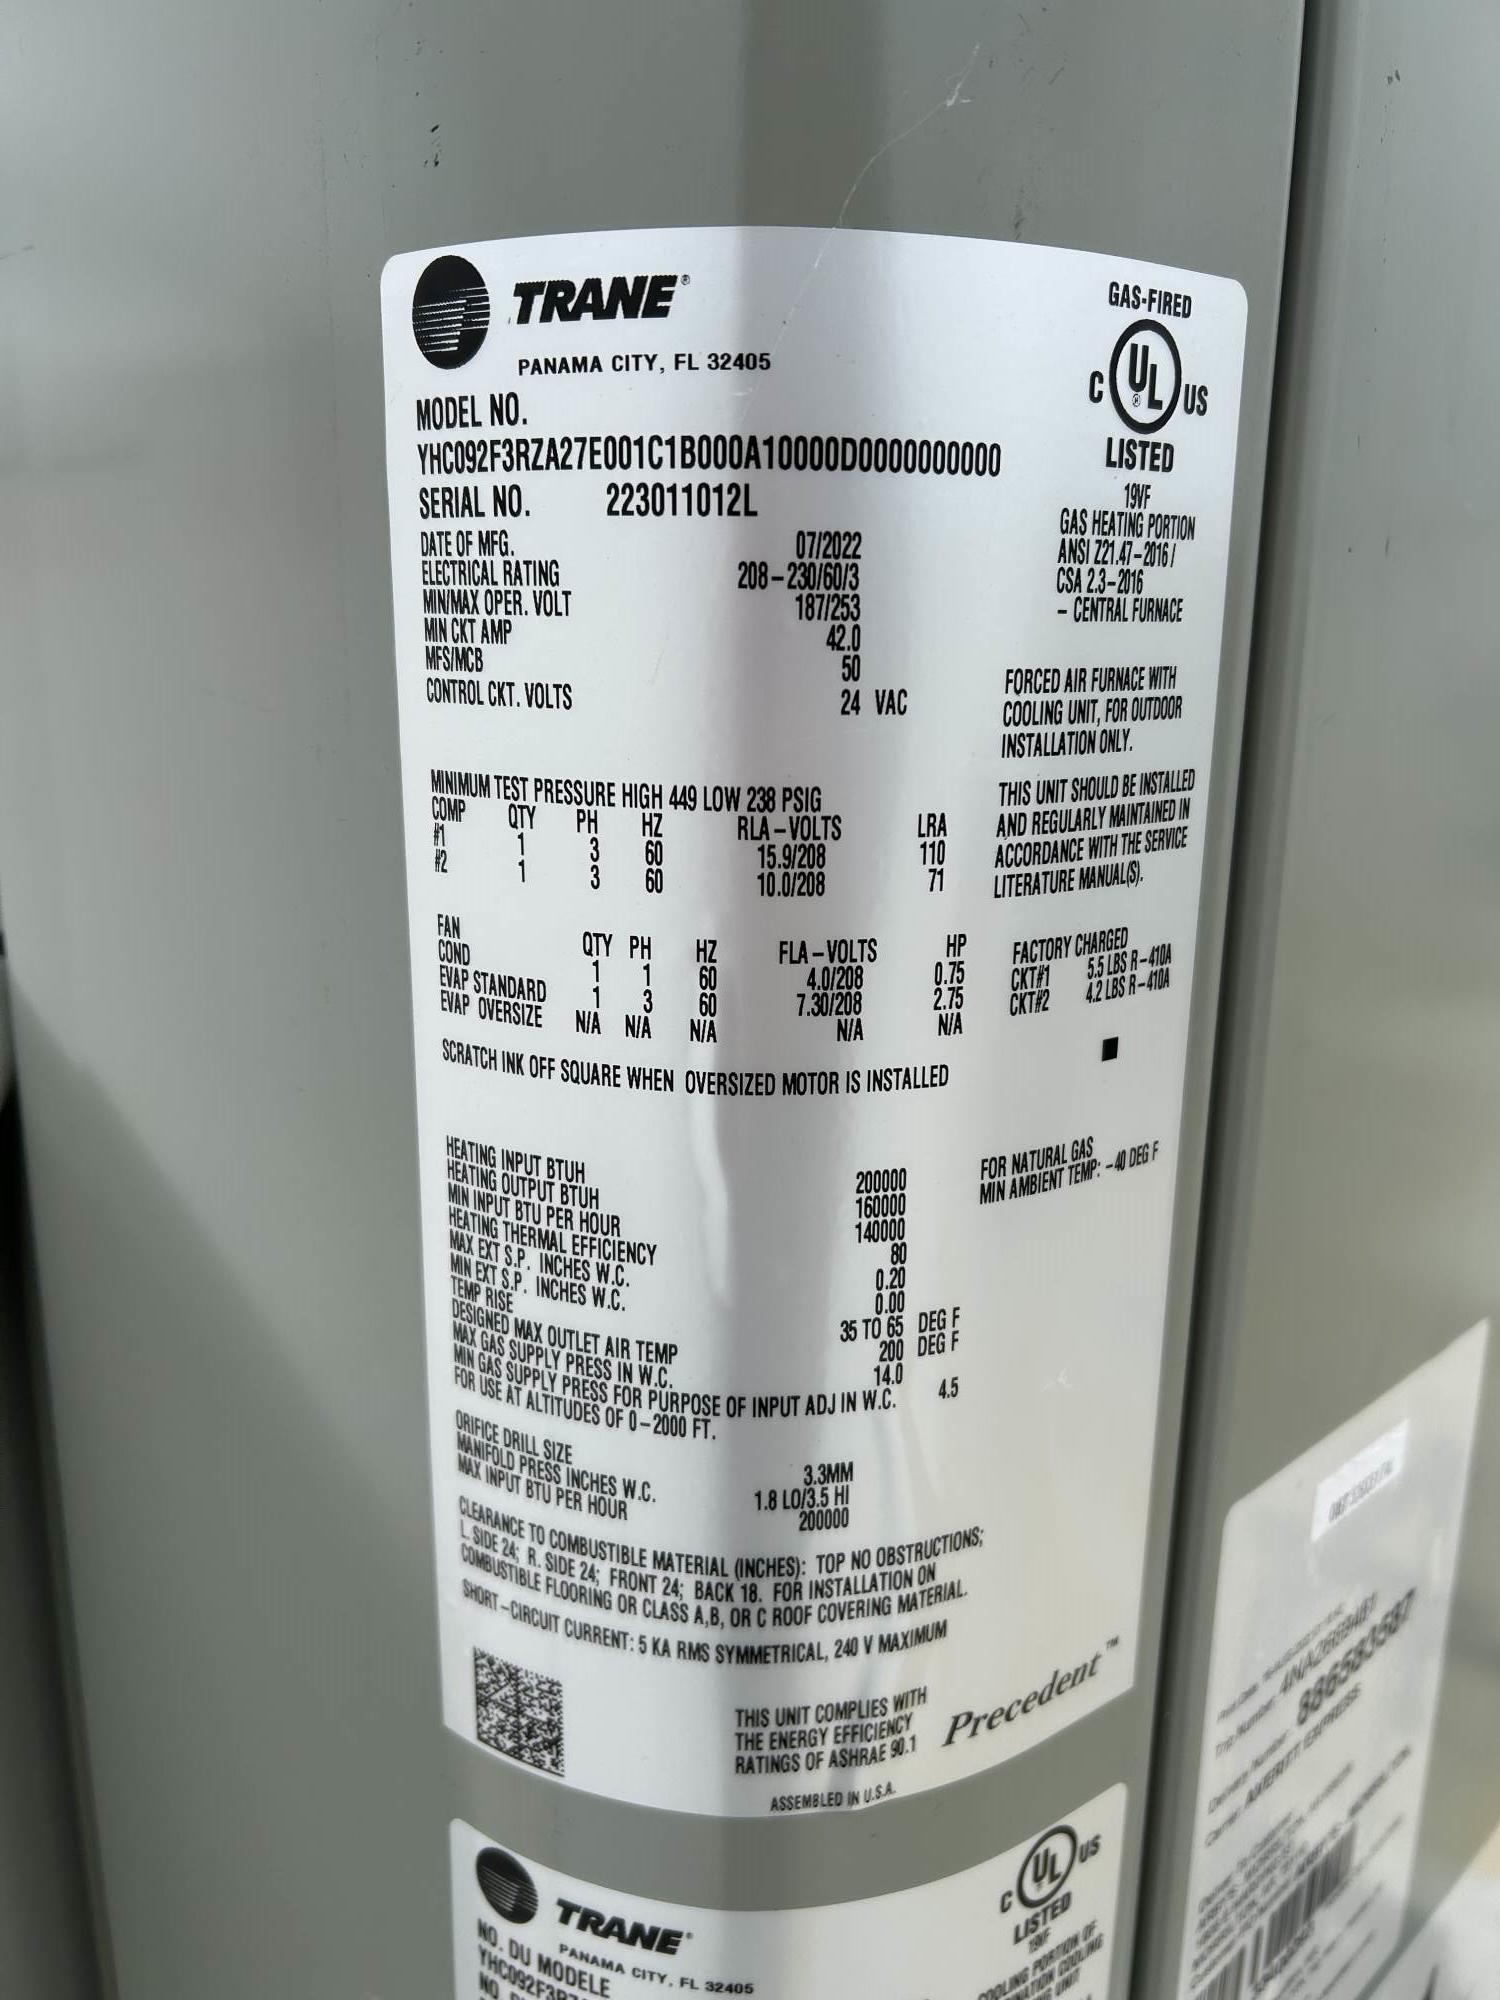 TRANE®
PANAMA CITY, FL 32405
GAS-FIRED
C UL ® US
LISTED
19VF
GAS HEATING PORTION
ANSI Z21.47-2016/
CSA 2.3-2016
- CENTRAL FURNACE
MODEL NO.
YHC092F3RZA27E001C1B000A10000D0000000000
SERIAL NO. 223011012L
DATE OF MFG. 07/2022
ELECTRICAL RATING 208-230/60/3
MIN/MAX OPER. VOLT 187/253
MIN CKT AMP 42.0
MFS/MCB 50
CONTROL CKT. VOLTS 24 VAC
FORCED AIR FURNACE WITH
COOLING UNIT, FOR OUTDOOR
INSTALLATION ONLY.
THIS UNIT SHOULD BE INSTALLED
AND REGULARLY MAINTAINED IN
ACCORDANCE WITH THE SERVICE
LITERATURE MANUAL(S).
MINIMUM TEST PRESSURE HIGH 449 LOW 238 PSIG
COMP QTY PH HZ RLA-VOLTS LRA
#1 1 3 60 15.9/208 110
#2 1 3 60 10.0/208 71
FAN QTY PH HZ FLA-VOLTS HP
COND 1 1 60 4.0/208 0.75
EVAP STANDARD 1 3 60 7.30/208 2.75
EVAP OVERSIZE N/A N/A N/A N/A N/A
FACTORY CHARGED
CKT#1 5.5 LBS R-410A
CKT#2 4.2 LBS R-410A
SCRATCH INK OFF SQUARE WHEN OVERSIZED MOTOR IS INSTALLED
HEATING INPUT BTUH 200000
HEATING OUTPUT BTUH 160000
MIN INPUT BTU PER HOUR 140000
HEATING THERMAL EFFICIENCY 80
MAX EXT S.P. INCHES W.C. 0.20
MIN EXT S.P. INCHES W.C. 0.00
TEMP RISE 35 TO 65 DEG F
DESIGNED MAX OUTLET AIR TEMP 200 DEG F
MAX GAS SUPPLY PRESS IN W.C. 14.0
MIN GAS SUPPLY PRESS FOR PURPOSE OF INPUT ADJ IN W.C. 4.5
FOR USE AT ALTITUDES OF 0-2000 FT.
FOR NATURAL GAS
MIN AMBIENT TEMP: -40 DEG F
ORIFICE DRILL SIZE 3.3MM
MANIFOLD PRESS INCHES W.C. 1.8 LO/3.5 HI
MAX INPUT BTU PER HOUR 200000
CLEARANCE TO COMBUSTIBLE MATERIAL (INCHES): TOP NO OBSTRUCTIONS;
L. SIDE 24; R. SIDE 24; FRONT 24; BACK 18. FOR INSTALLATION ON
COMBUSTIBLE FLOORING OR CLASS A,B, OR C ROOF COVERING MATERIAL.
SHORT-CIRCUIT CURRENT: 5 KA RMS SYMMETRICAL, 240 V MAXIMUM
THIS UNIT COMPLIES WITH
THE ENERGY EFFICIENCY
RATINGS OF ASHRAE 90.1
Precedent™
ASSEMBLED IN U.S.A.
TRANE®
PANAMA CITY, FL 32405
C UL US
LISTED
19VF
COOLING PORTION OF
COOLING
UNIT
NO. DU MODELE
YHC092F3RZ
NO
886583587